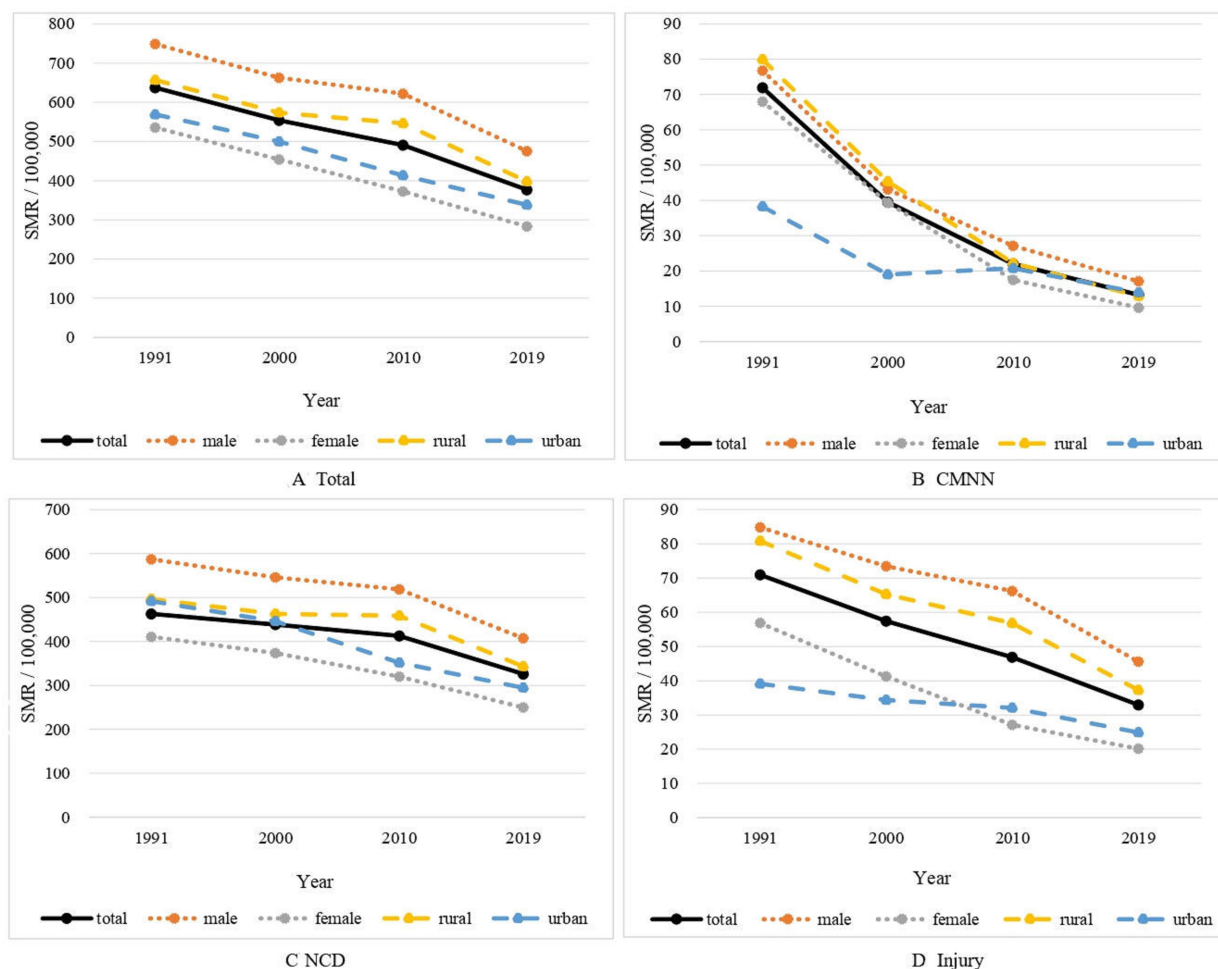 800
700
600
500
400
300
200
100
0
SMR / 100,000
1991 2000 2010 2019
Year
total male female rural urban
A Total
90
80
70
60
50
40
30
20
10
0
SMR / 100,000
1991 2000 2010 2019
Year
total male female rural urban
B CMNN
700
600
500
400
300
200
100
0
SMR / 100,000
1991 2000 2010 2019
Year
total male female rural urban
C NCD
90
80
70
60
50
40
30
20
10
0
SMR / 100,000
1991 2000 2010 2019
Year
total male female rural urban
D Injury